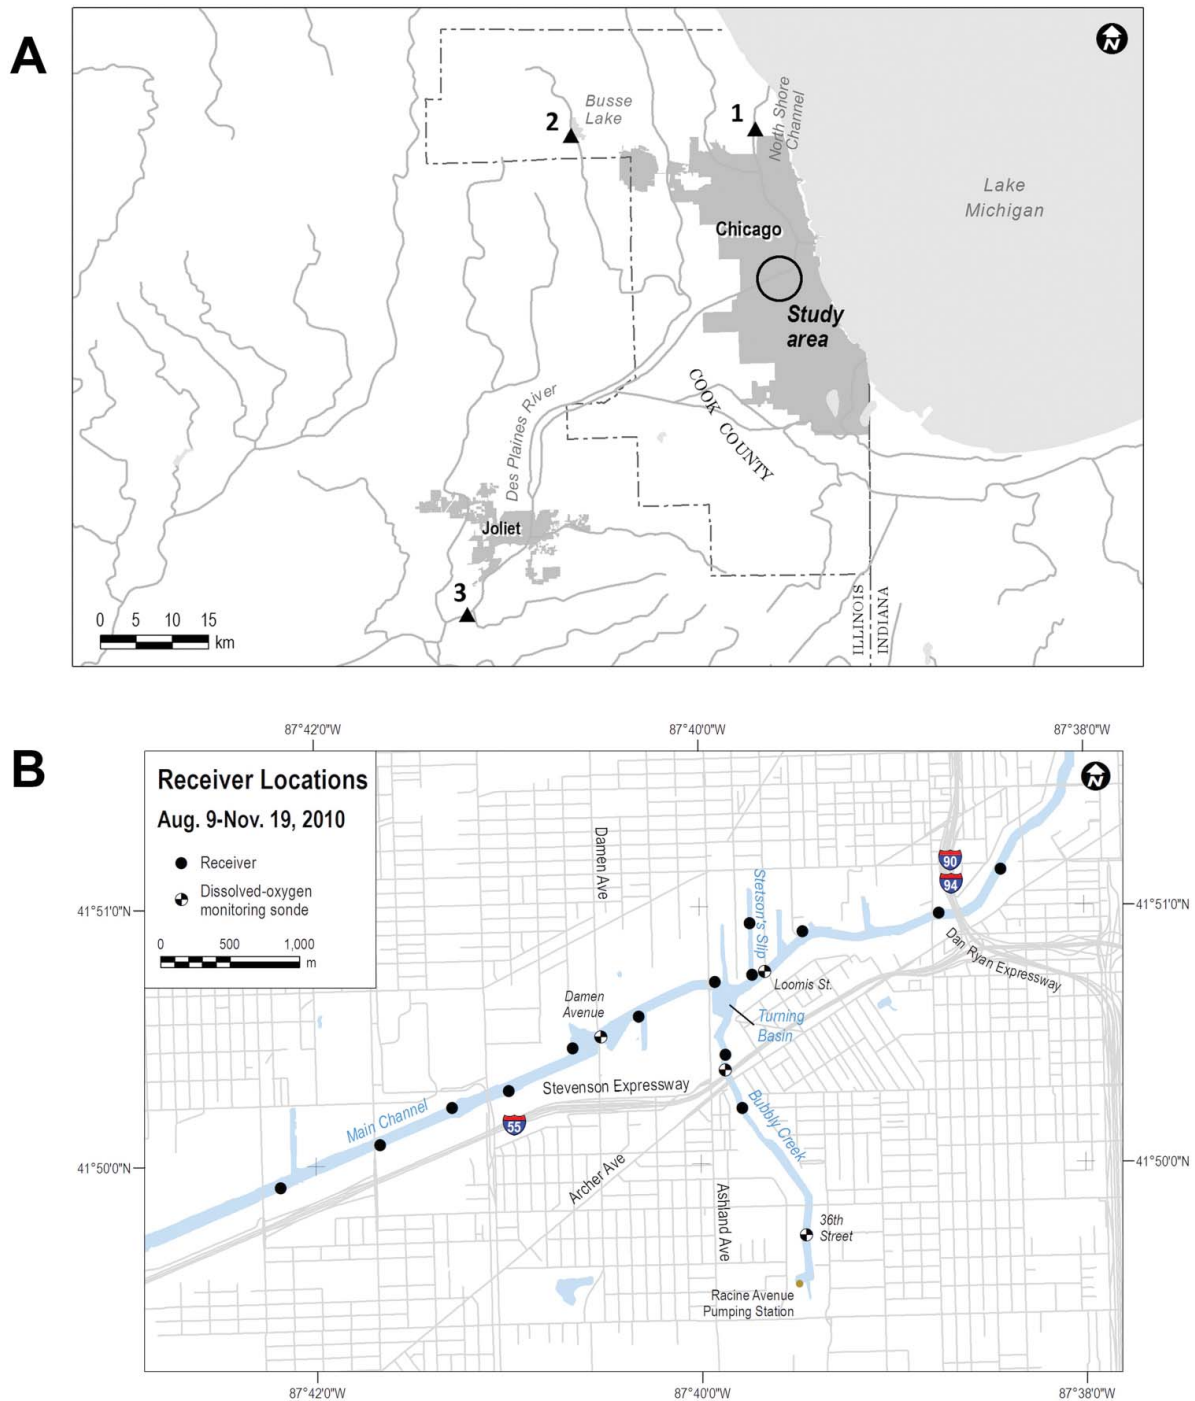 A
N
Busse
Lake
2
1
North Shore
Channel
Lake
Michigan
Chicago
Study
area
COOK COUNTY
Des Plaines River
Joliet
3
0 5 10 15
km
ILLINOIS
INDIANA
B
87°42'0"W 87°40'0"W 87°38'0"W
Receiver Locations
Aug. 9-Nov. 19, 2010
Receiver
Dissolved-oxygen
monitoring sonde
0 500 1,000
m
N
Damen Ave
Stetson's Slip
90
94
41°51'0"N 41°51'0"N
Dan Ryan Expressway
Loomis St.
Damen
Avenue
Turning
Basin
Stevenson Expressway
Main Channel
55
Bubbly Creek
41°50'0"N 41°50'0"N
Archer Ave
Ashland Ave
36th
Street
Racine Avenue
Pumping Station
87°42'0"W 87°40'0"W 87°38'0"W